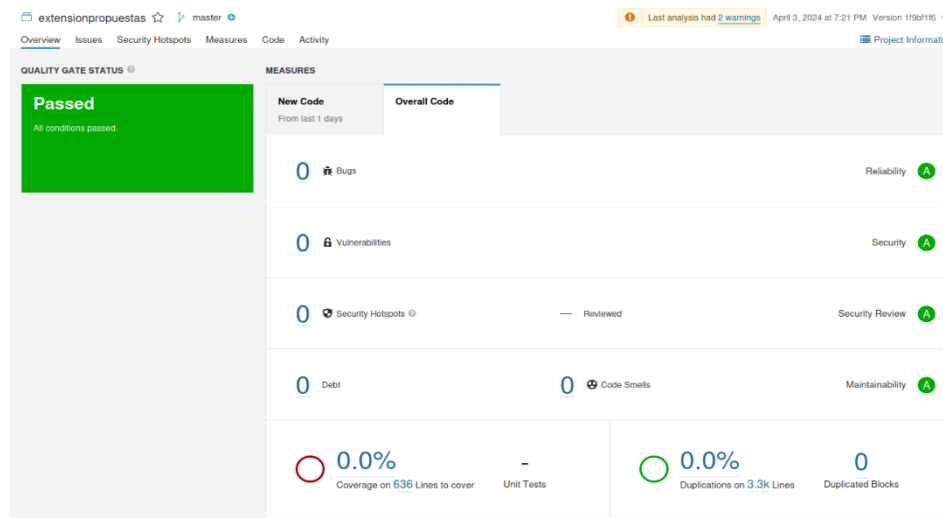 extensionpropuestas master
Last analysis had 2 warnings April 3, 2024 at 7:21 PM Version 1f9bf1f6
Overview Issues Security Hotspots Measures Code Activity
Project Informati
QUALITY GATE STATUS
MEASURES
Passed
All conditions passed.
New Code
From last 1 days
Overall Code
0 Bugs Reliability A
0 Vulnerabilities Security A
0 Security Hotspots — Reviewed Security Review A
0 Debt 0 Code Smells Maintainability A
0.0%
Coverage on 636 Lines to cover
-
Unit Tests
0.0%
Duplications on 3.3k Lines
0
Duplicated Blocks